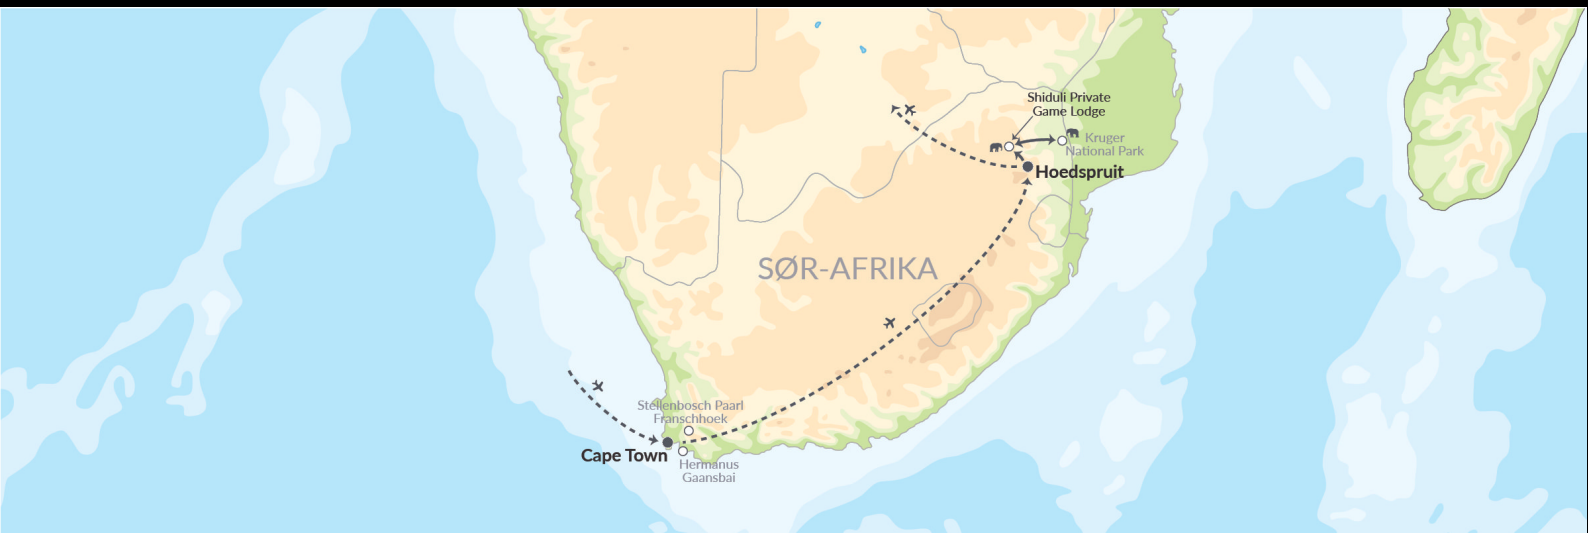 Shiduli Private
Game Lodge
Kruger
National Park
Hoedspruit
SØR-AFRIKA
Stellenbosch Paarl
Franschhoek
Cape Town
Hermanus
Gaansbai